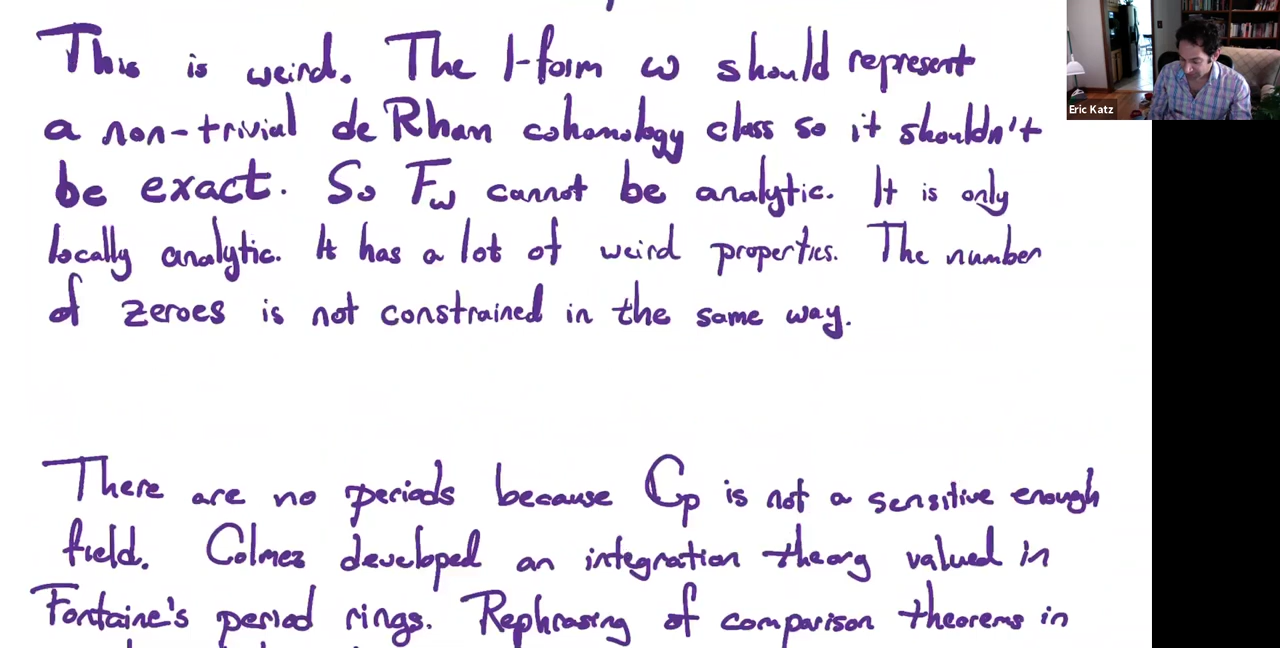 This is weird. The 1-form ω should represent
a non-trivial de Rham cohomology class so it shouldn't
be exact. So Fω cannot be analytic. It is only
locally analytic. It has a lot of weird properties. The number
of zeroes is not constrained in the same way.
There are no periods because Cp is not a sensitive enough
field. Colmez developed an integration theory valued in
Fontaine's period rings. Rephrasing of comparison theorems in
Eric Katz